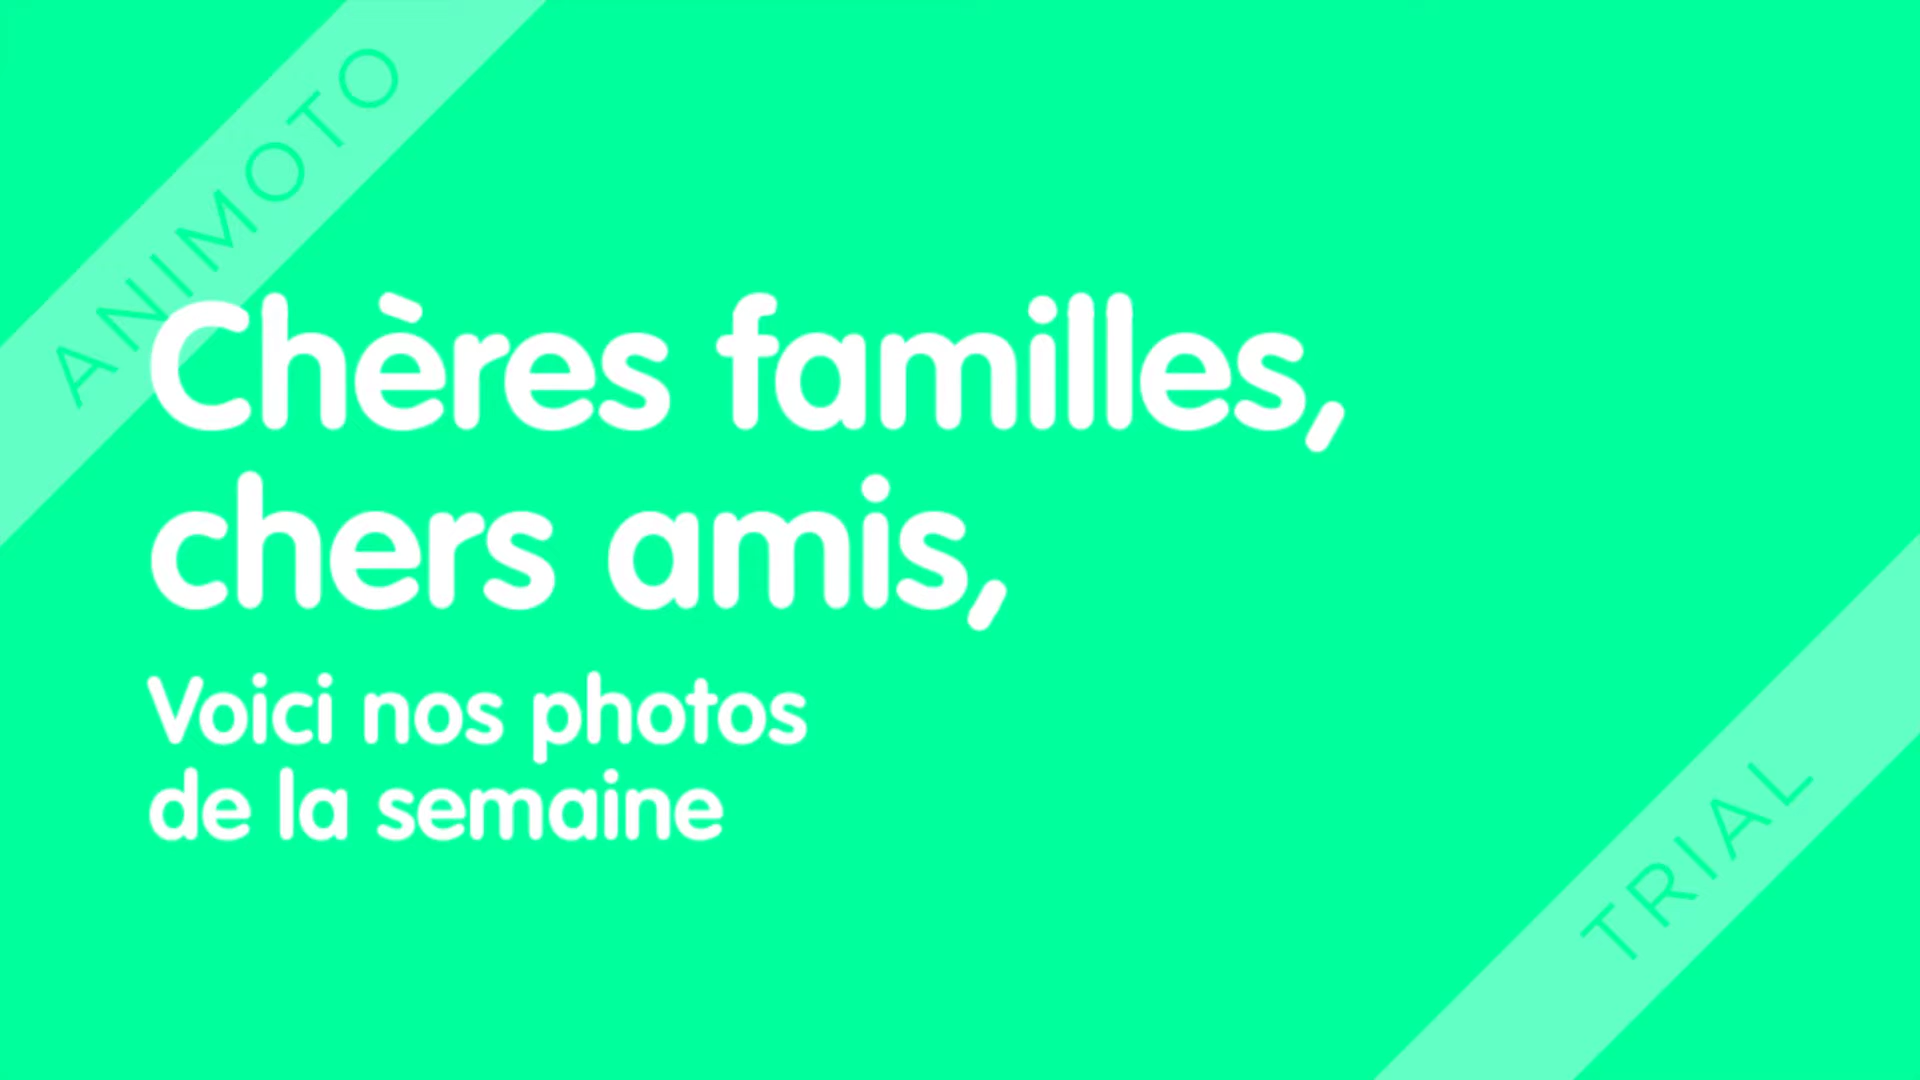 ANIMOTO
Chères familles,
chers amis,
Voici nos photos
de la semaine
TRIAL